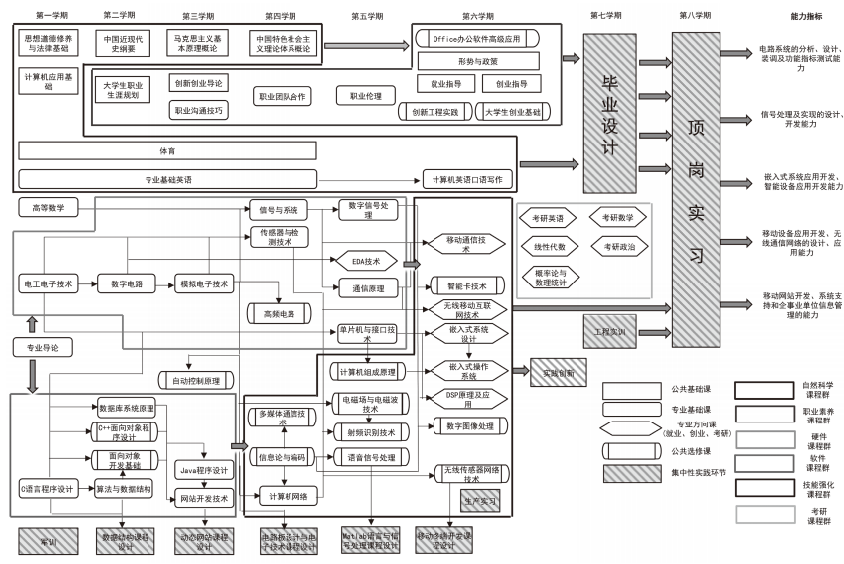 第一学期
第二学期
第三学期
第四学期
第五学期
第六学期
第七学期
第八学期
能力指标
思想道德修养
与法律基础
中国近现代
史纲要
马克思主义基
本原理概论
中国特色社会主
义理论体系概论
Office办公软件高级应用
形势与政策
计算机应用基
础
大学生职业
生涯规划
创新创业导论
职业沟通技巧
职业团队合作
职业伦理
就业指导
创业指导
创新工程实践
大学生创业基础
体育
专业基础英语
计算机英语口语写作
毕业设计
顶岗实习
电路系统的分析、设计、
装调及功能指标测试能
力
信号处理及实现的设计、
开发能力
嵌入式系统应用开发、
智能设备应用开发能力
移动设备应用开发、无
线通信网络的设计、应
用能力
移动网站开发、系统支
持和企事业单位信息管
理的能力
高等数学
信号与系统
数字信号处
理
传感器与检
测技术
移动通信技
术
EDA技术
电工电子技术
数字电路
模拟电子技术
通信原理
智能卡技术
高频电路
无线移动互联
网技术
考研英语
考研数学
线性代数
考研政治
概率论与
数理统计
专业导论
单片机与接口技
术
嵌入式系统
设计
工程实训
自动控制原理
计算机组成原理
嵌入式操作
系统
实践创新
数据库系统原理
C++面向对象程
序设计
面向对象
开发基础
C语言程序设计
算法与数据结构
Java程序设计
网站开发技术
多媒体通信技
术
信息论与编码
计算机网络
电磁场与电磁波
技术
射频识别技术
语音信号处理
DSP原理及应
用
数字图像处理
无线传感器网络技
术
生产实习
军训
数据结构课程
设计
动态网站课程
设计
电路板设计与电
子技术课程设计
Matlab语言与信
号处理课程设计
移动终端开发课
程设计
公共基础课
专业基础课
专业方向课
(就业、创业、考研)
公共选修课
集中性实践环节
自然科学
课程群
职业素养
课程群
硬件
课程群
软件
课程群
技能强化
课程群
考研
课程群